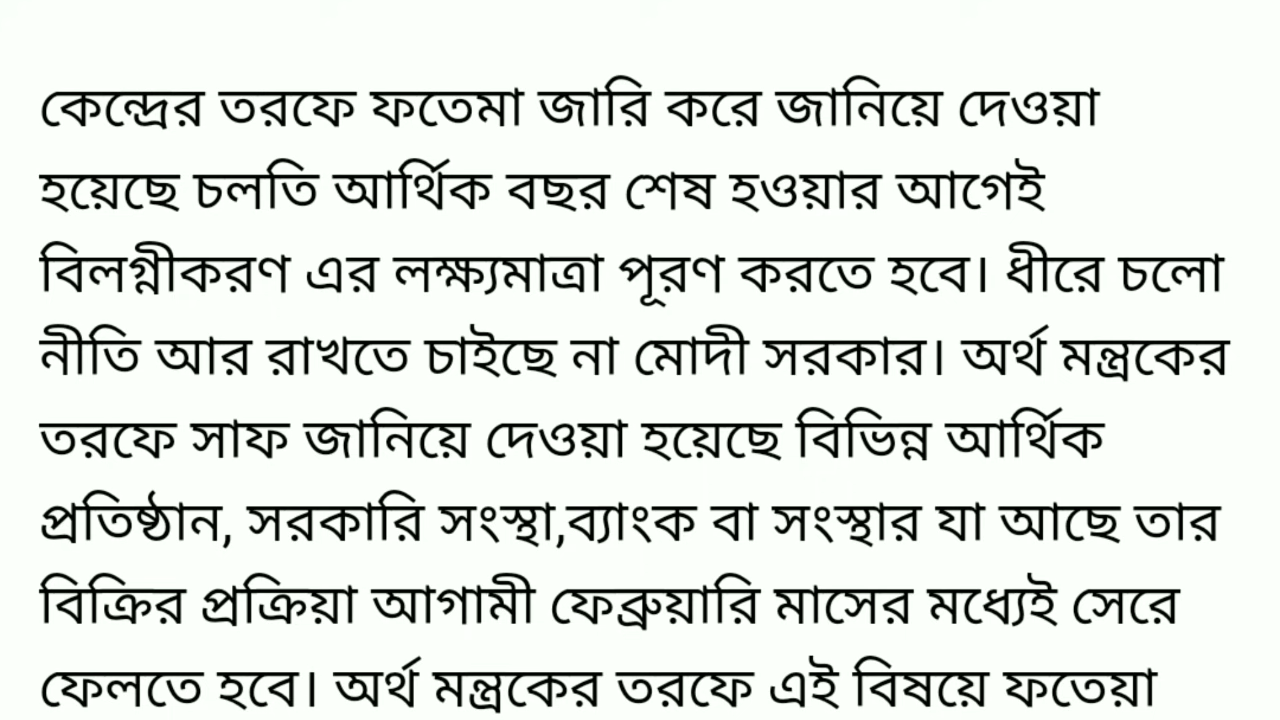 কেন্দ্রের তরফে ফতেমা জারি করে জানিয়ে দেওয়া
হয়েছে চলতি আর্থিক বছর শেষ হওয়ার আগেই
বিলগ্নীকরণ এর লক্ষ্যমাত্রা পূরণ করতে হবে। ধীরে চলো
নীতি আর রাখতে চাইছে না মোদী সরকার। অর্থ মন্ত্রকের
তরফে সাফ জানিয়ে দেওয়া হয়েছে বিভিন্ন আর্থিক
প্রতিষ্ঠান, সরকারি সংস্থা,ব্যাংক বা সংস্থার যা আছে তার
বিক্রির প্রক্রিয়া আগামী ফেব্রুয়ারি মাসের মধ্যেই সেরে
ফেলতে হবে। অর্থ মন্ত্রকের তরফে এই বিষয়ে ফতেয়া